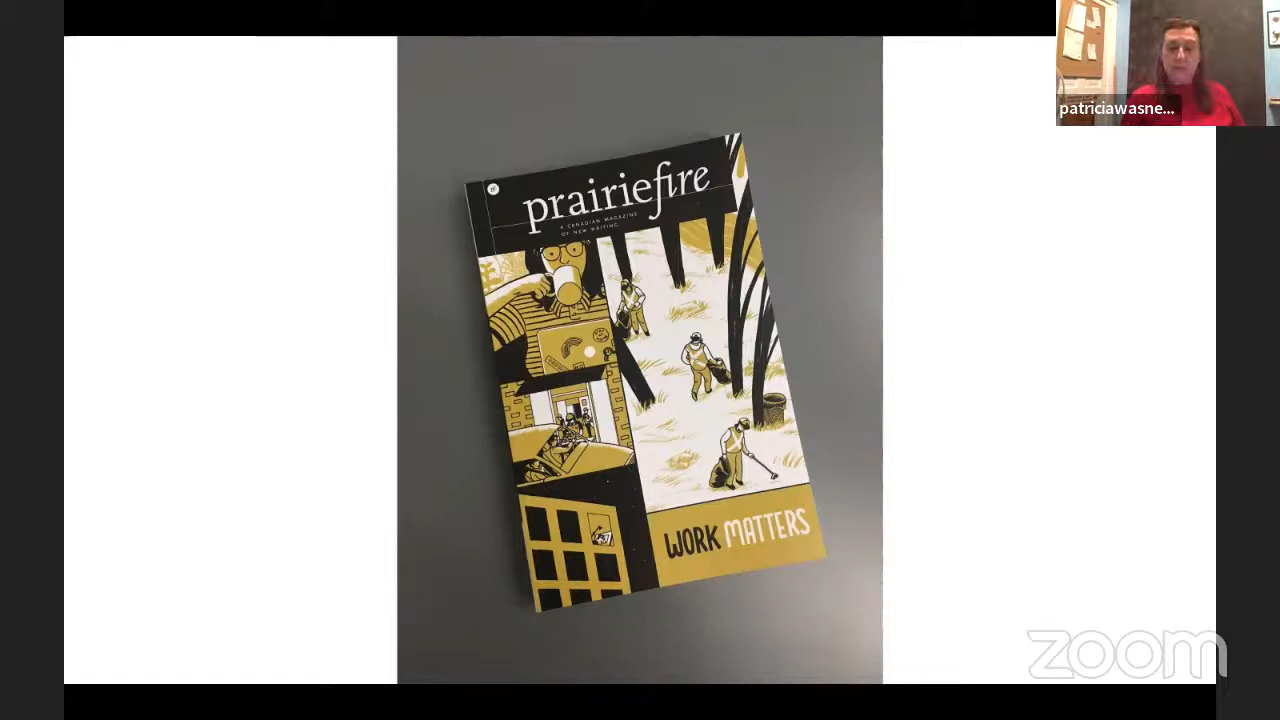 patriciawasne...
prairiefire
A CANADIAN MAGAZINE
OF NEW WRITING
WORK MATTERS
zoom